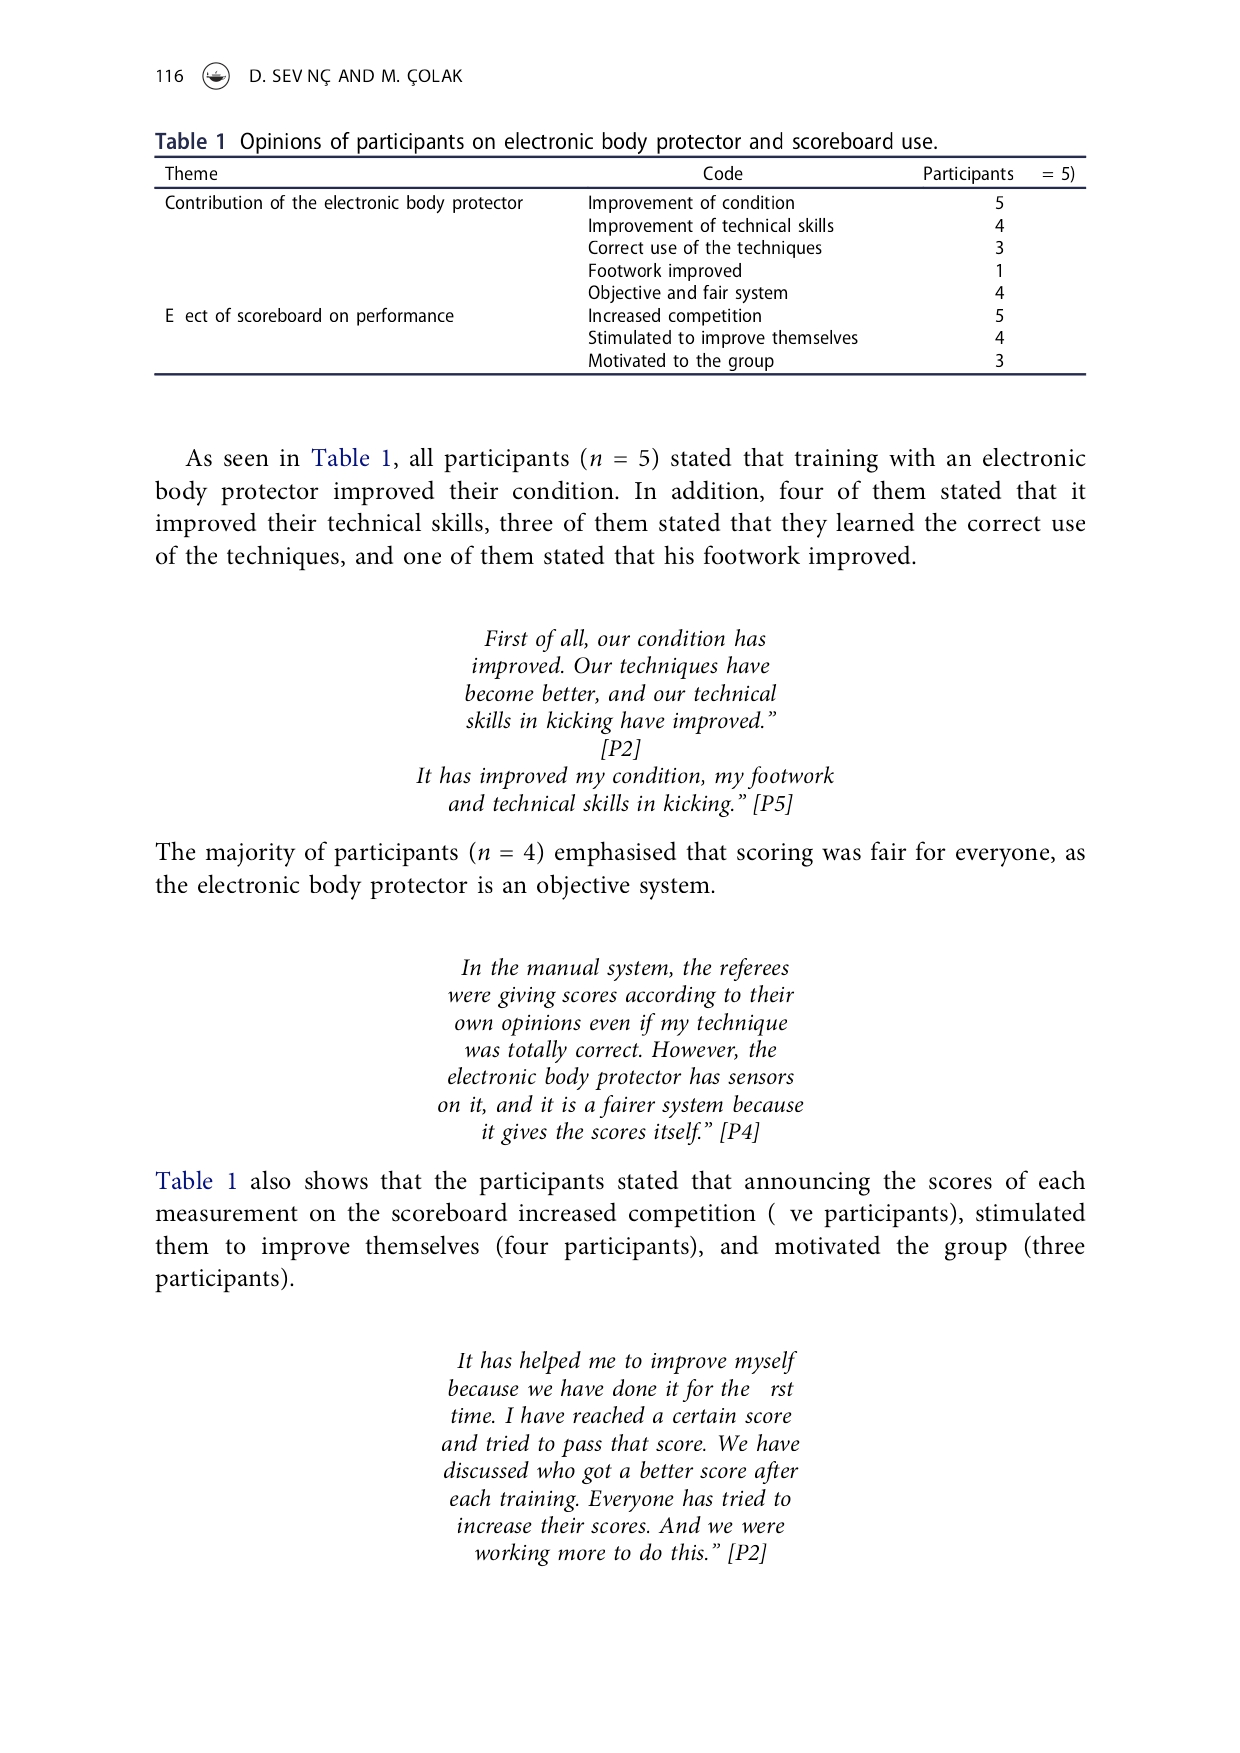 116 D. SEV NÇ AND M. ÇOLAK
Table 1 Opinions of participants on electronic body protector and scoreboard use.
Theme Code Participants = 5)
Contribution of the electronic body protector Improvement of condition 5
Improvement of technical skills 4
Correct use of the techniques 3
Footwork improved 1
Objective and fair system 4
E ect of scoreboard on performance Increased competition 5
Stimulated to improve themselves 4
Motivated to the group 3
As seen in Table 1, all participants (n = 5) stated that training with an electronic
body protector improved their condition. In addition, four of them stated that it
improved their technical skills, three of them stated that they learned the correct use
of the techniques, and one of them stated that his footwork improved.
First of all, our condition has
improved. Our techniques have
become better, and our technical
skills in kicking have improved.”
[P2]
It has improved my condition, my footwork
and technical skills in kicking.” [P5]
The majority of participants (n = 4) emphasised that scoring was fair for everyone, as
the electronic body protector is an objective system.
In the manual system, the referees
were giving scores according to their
own opinions even if my technique
was totally correct. However, the
electronic body protector has sensors
on it, and it is a fairer system because
it gives the scores itself.” [P4]
Table 1 also shows that the participants stated that announcing the scores of each
measurement on the scoreboard increased competition ( ve participants), stimulated
them to improve themselves (four participants), and motivated the group (three
participants).
It has helped me to improve myself
because we have done it for the rst
time. I have reached a certain score
and tried to pass that score. We have
discussed who got a better score after
each training. Everyone has tried to
increase their scores. And we were
working more to do this.” [P2]